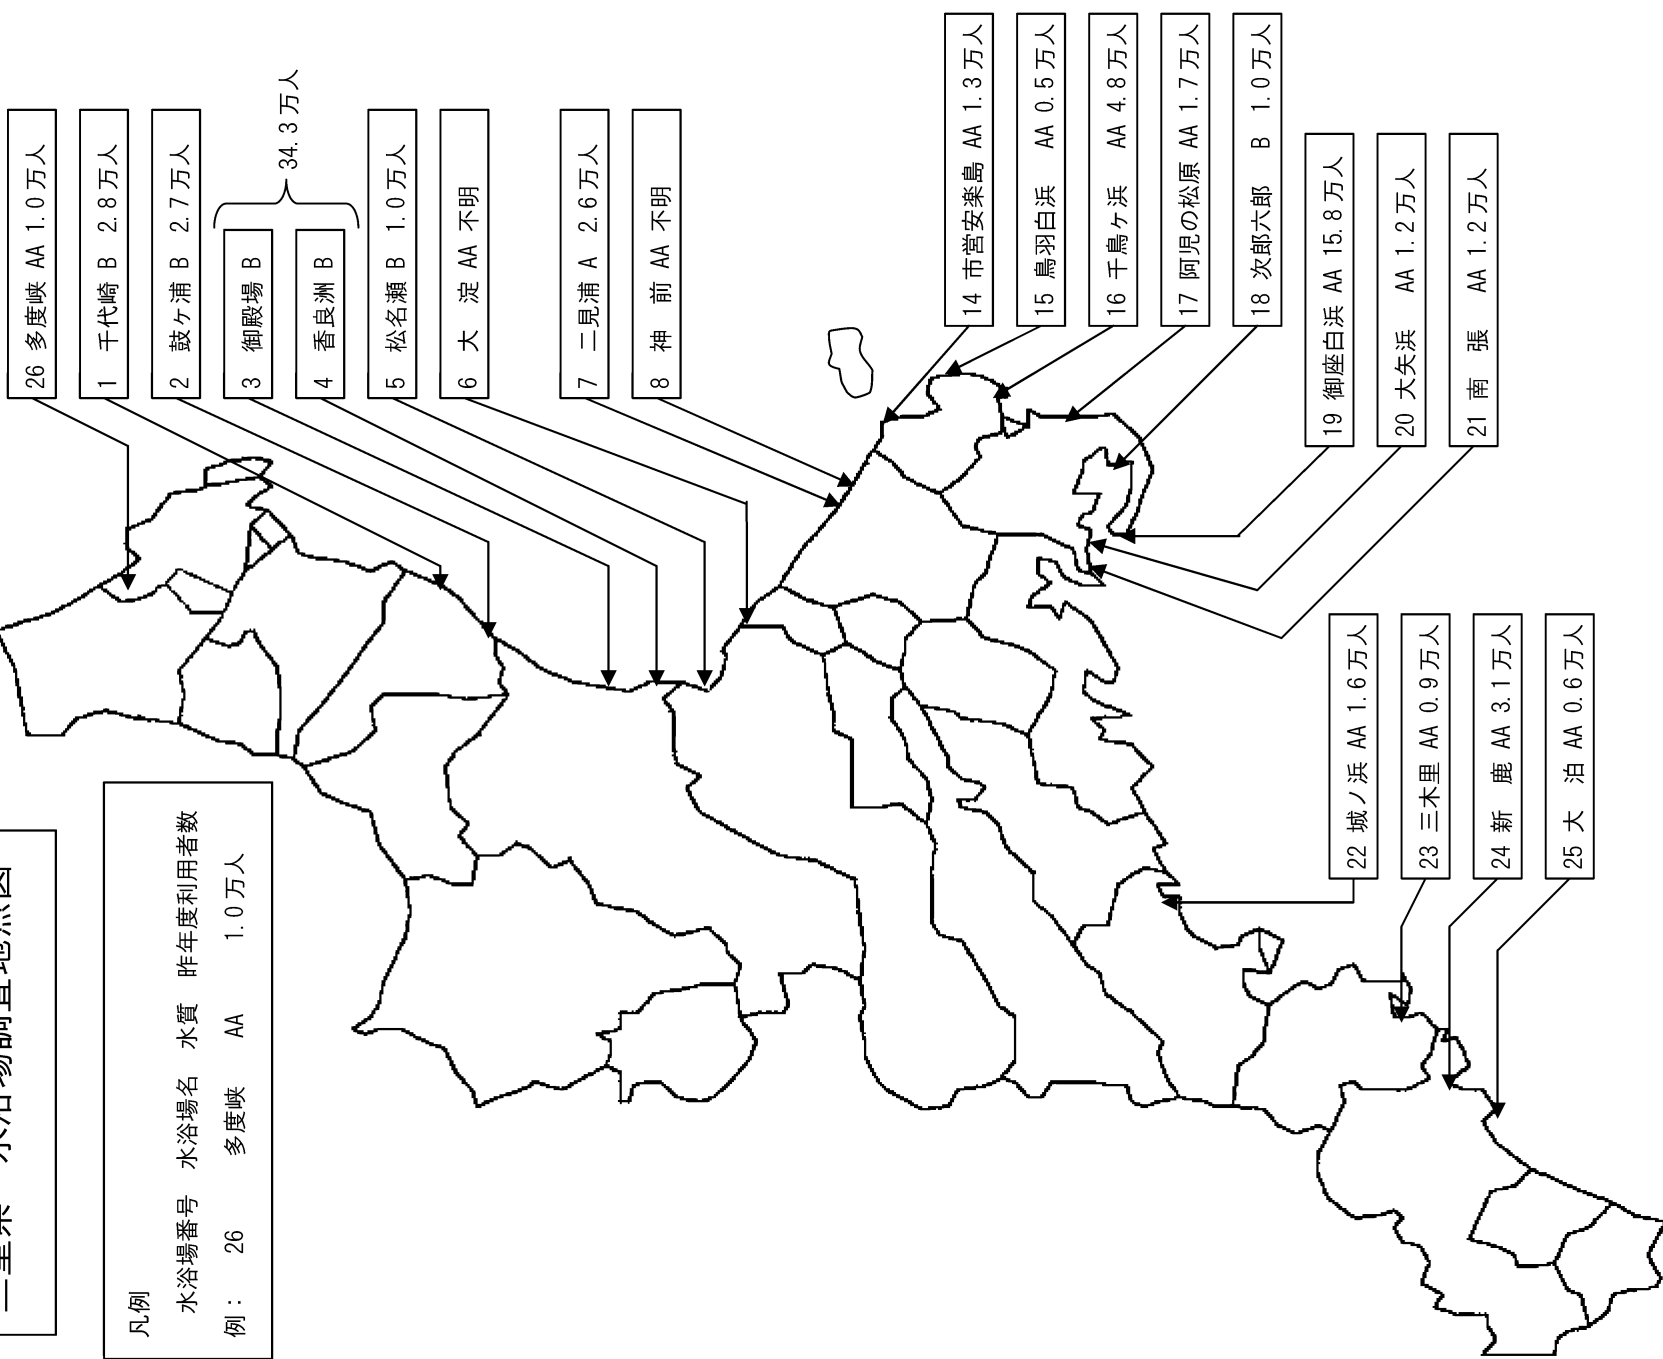 三重県 水浴場調査地点図
凡例
水浴場番号 水浴場名 水質 昨年度利用者数
例: 26 多度峡 AA 1.0万人
26 多度峡 AA 1.0万人
1 千代崎 B 2.8万人
2 鼓ケ浦 B 2.7万人
3 御殿場 B
4 香良洲 B
34.3万人
5 松名瀬 B 1.0万人
6 大 淀 AA 不明
7 二見浦 A 2.6万人
8 神 前 AA 不明
14 市営安楽島 AA 1.3万人
15 鳥羽白浜 AA 0.5万人
16 千鳥ヶ浜 AA 4.8万人
17 阿児の松原 AA 1.7万人
18 次郎六郎 B 1.0万人
19 御座白浜 AA 15.8万人
20 大矢浜 AA 1.2万人
21 南 張 AA 1.2万人
22 城ノ浜 AA 1.6万人
23 三木里 AA 0.9万人
24 新 鹿 AA 3.1万人
25 大 泊 AA 0.6万人